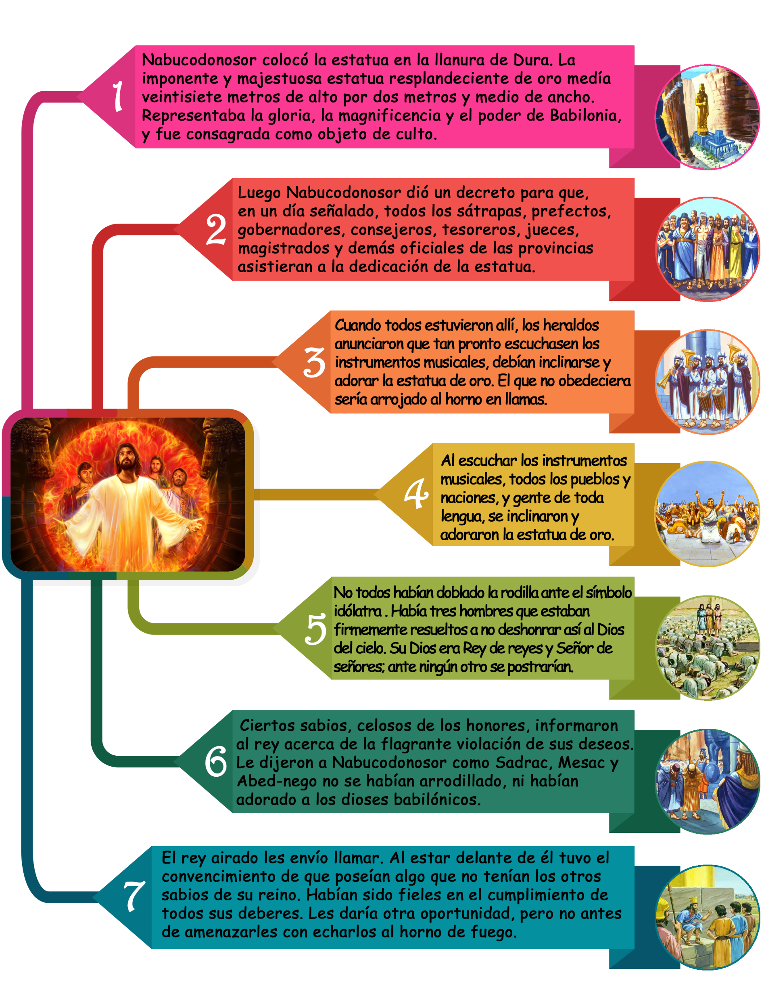 1
Nabucodonosor colocó la estatua en la llanura de Dura. La
imponente y majestuosa estatua resplandeciente de oro medía
veintisiete metros de alto por dos metros y medio de ancho.
Representaba la gloria, la magnificencia y el poder de Babilonia,
y fue consagrada como objeto de culto.
2
Luego Nabucodonosor dió un decreto para que,
en un día señalado, todos los sátrapas, prefectos,
gobernadores, consejeros, tesoreros, jueces,
magistrados y demás oficiales de las provincias
asistieran a la dedicación de la estatua.
3
Cuando todos estuvieron allí, los heraldos
anunciaron que tan pronto escuchasen los
instrumentos musicales, debían inclinarse y
adorar la estatua de oro. El que no obedeciera
sería arrojado al horno en llamas.
4
Al escuchar los instrumentos
musicales, todos los pueblos y
naciones, y gente de toda
lengua, se inclinaron y
adoraron la estatua de oro.
5
No todos habían doblado la rodilla ante el símbolo
idólatra . Había tres hombres que estaban
firmemente resueltos a no deshonrar así al Dios
del cielo. Su Dios era Rey de reyes y Señor de
señores; ante ningún otro se postrarían.
6
Ciertos sabios, celosos de los honores, informaron
al rey acerca de la flagrante violación de sus deseos.
Le dijeron a Nabucodonosor como Sadrac, Mesac y
Abed-nego no se habían arrodillado, ni habían
adorado a los dioses babilónicos.
7
El rey airado les envío llamar. Al estar delante de él tuvo el
convencimiento de que poseían algo que no tenían los otros
sabios de su reino. Habían sido fieles en el cumplimiento de
todos sus deberes. Les daría otra oportunidad, pero no antes
de amenazarles con echarlos al horno de fuego.